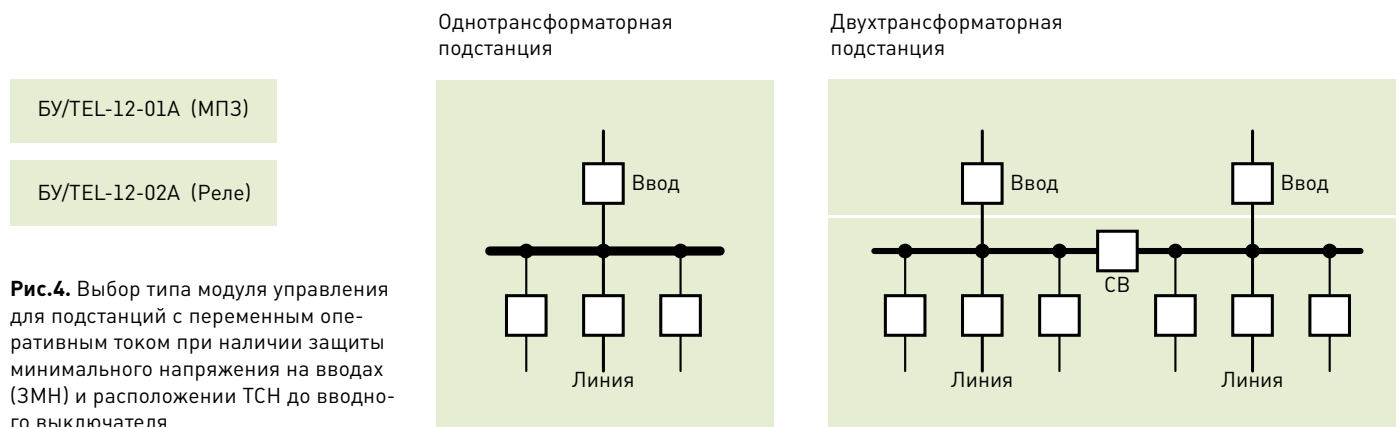 Однотрансформаторная
подстанция
Двухтрансформаторная
подстанция
БУ/TEL-12-01A (МПЗ)
БУ/TEL-12-02A (Реле)
Рис.4. Выбор типа модуля управления
для подстанций с переменным опе-
ративным током при наличии защиты
минимального напряжения на вводах
(ЗМН) и расположении ТСН до вводно-
го выключателя
Ввод
Линия
Ввод
Ввод
СВ
Линия
Линия